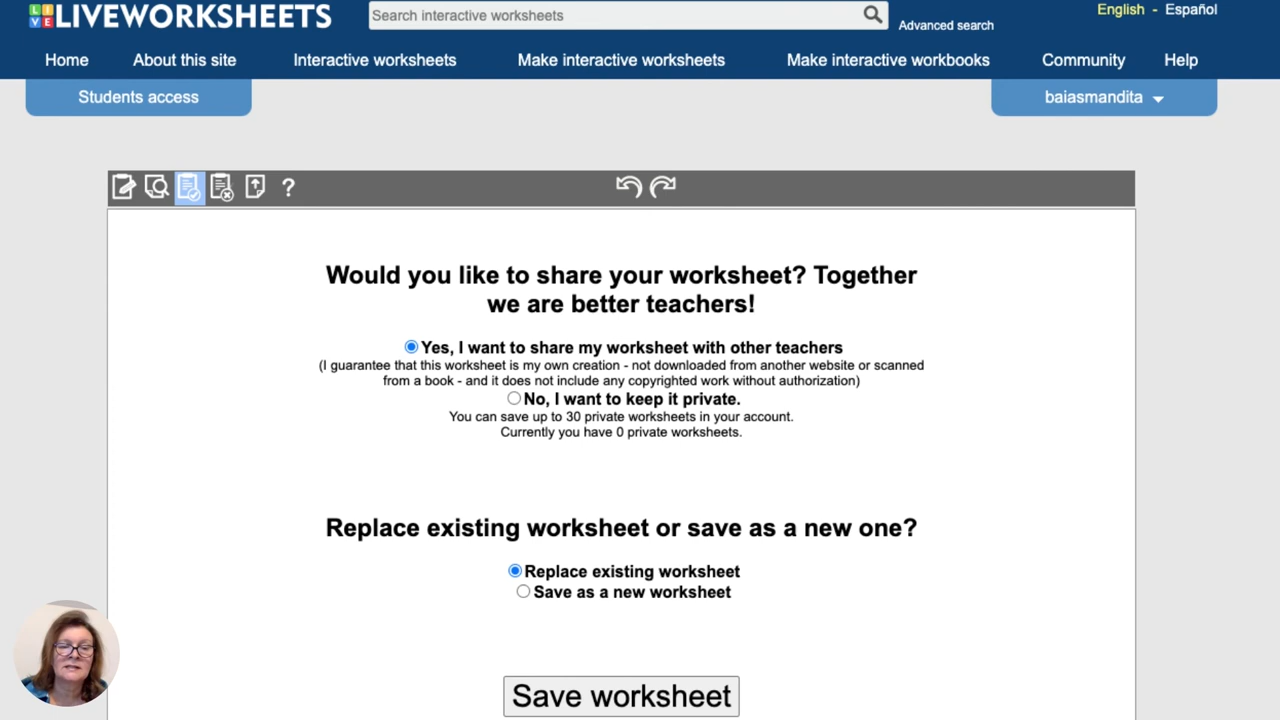 LIVE LIVEWORKSHEETS
Search interactive worksheets
Advanced search
English - Español
Home About this site Interactive worksheets Make interactive worksheets Make interactive workbooks Community Help
Students access
baiasmandita
?
Would you like to share your worksheet? Together
we are better teachers!
Yes, I want to share my worksheet with other teachers
(I guarantee that this worksheet is my own creation - not downloaded from another website or scanned
from a book - and it does not include any copyrighted work without authorization)
No, I want to keep it private.
You can save up to 30 private worksheets in your account.
Currently you have 0 private worksheets.
Replace existing worksheet or save as a new one?
Replace existing worksheet
Save as a new worksheet
Save worksheet